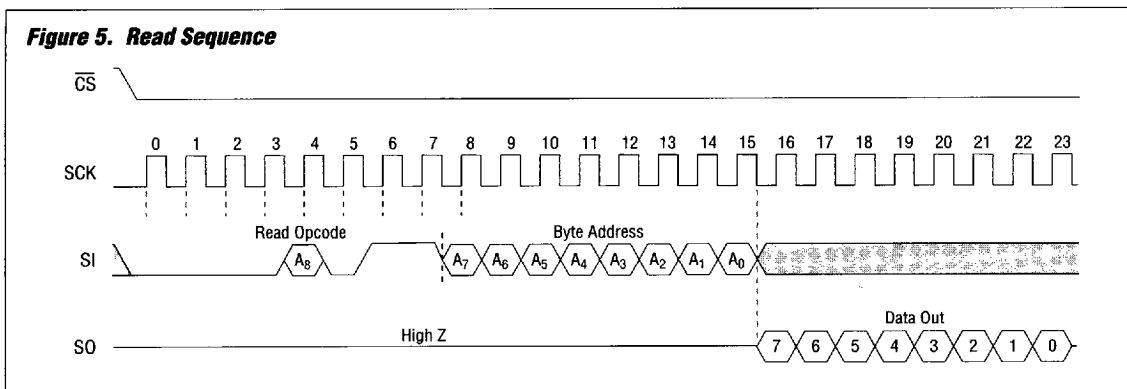 Figure 5. Read Sequence
CS
0 1 2 3 4 5 6 7 8 9 10 11 12 13 14 15 16 17 18 19 20 21 22 23
SCK
Read Opcode Byte Address
SI A8 A7 A6 A5 A4 A3 A2 A1 A0
High Z Data Out
SO 7 6 5 4 3 2 1 0